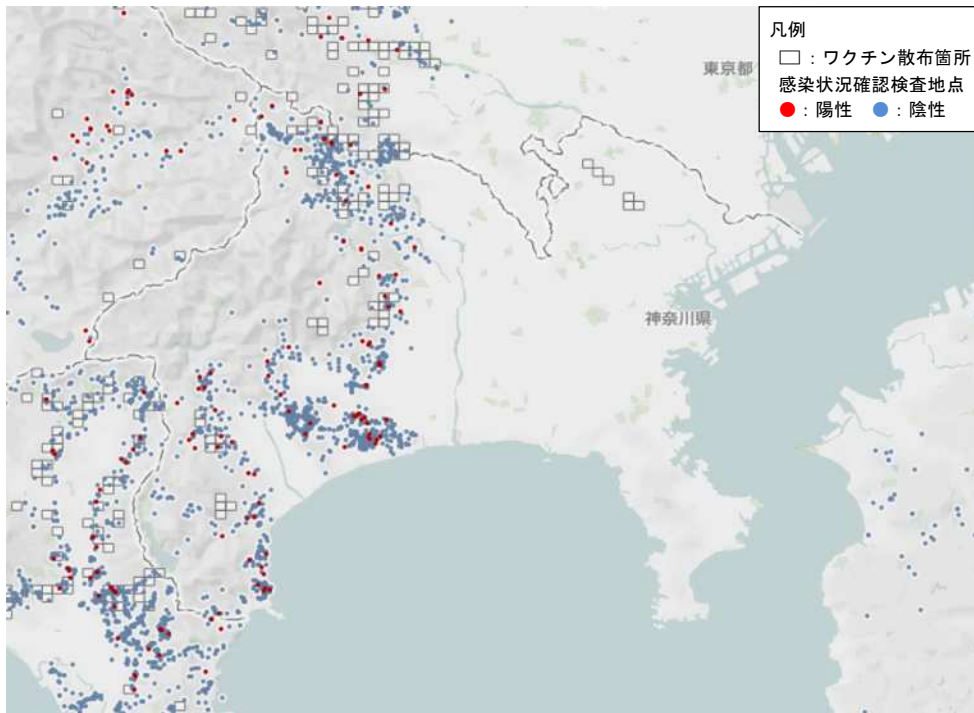 凡例
□：ワクチン散布箇所
感染状況確認検査地点
●：陽性 ●：陰性
東京都
神奈川県